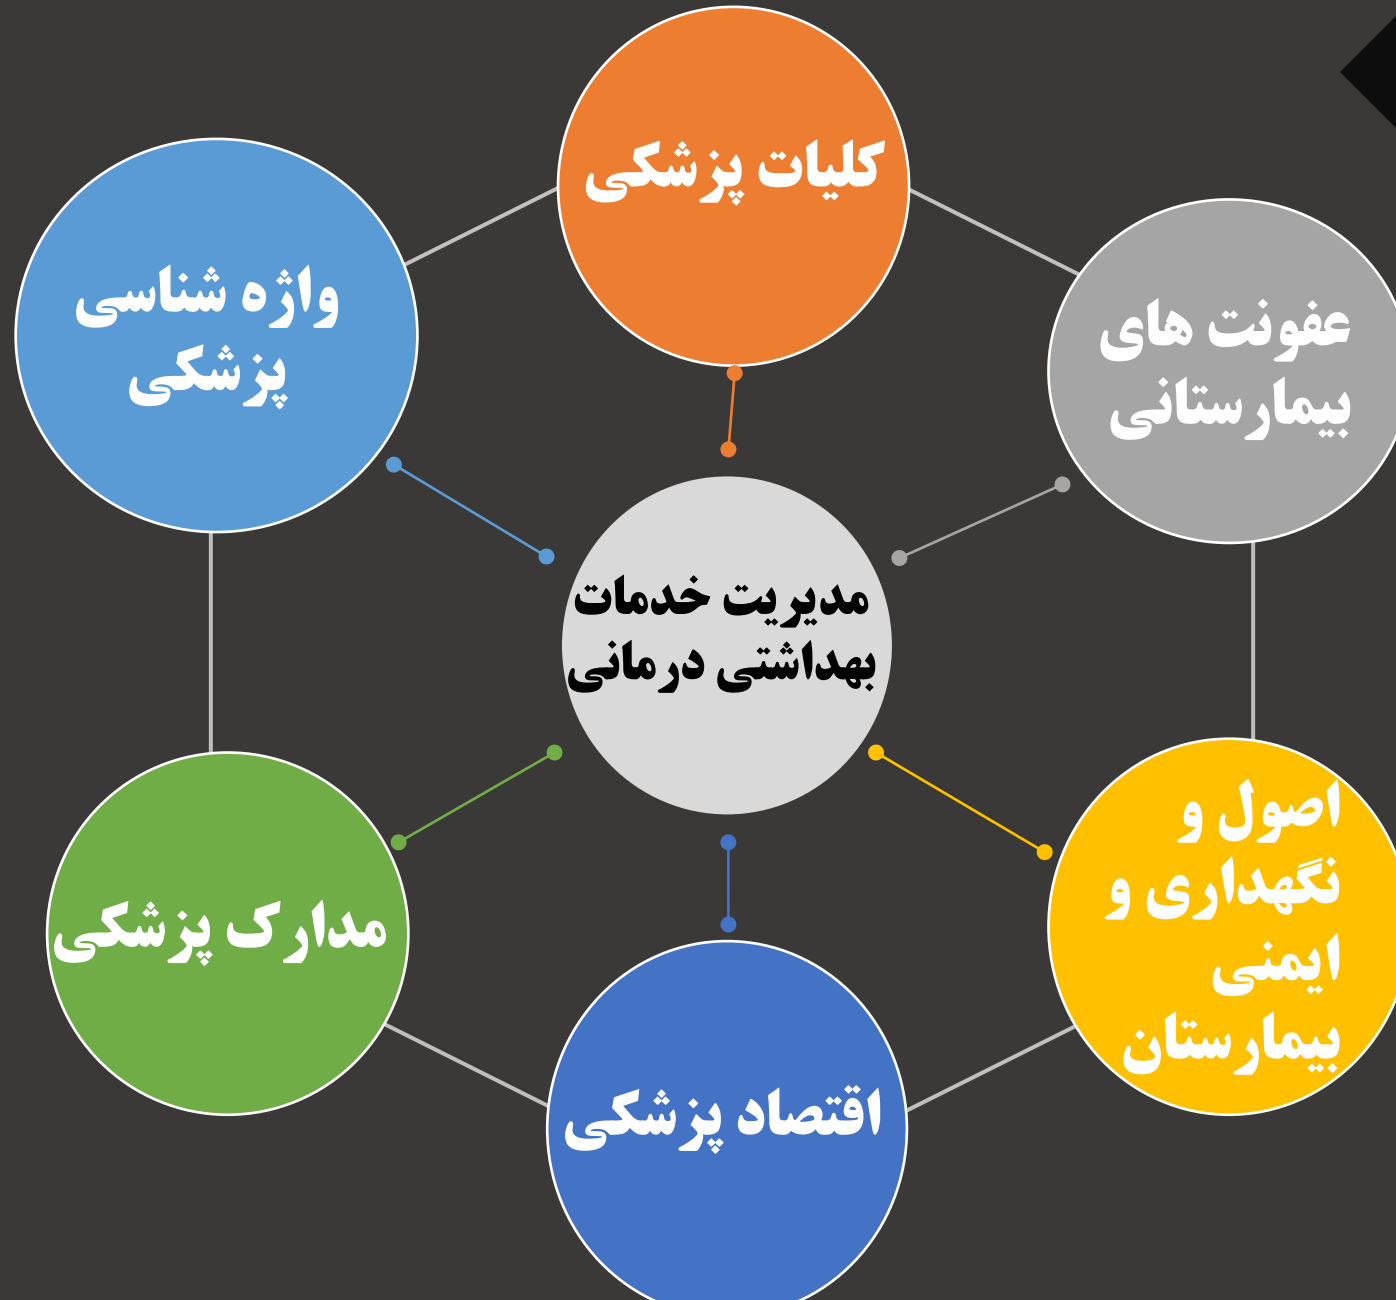 کلیات پزشکی
واژه شناسی
پزشکی
عفونت های
بیمارستانی
مدیریت خدمات
بهداشتی درمانی
اصول و
نگهداری و
ایمنی
بیمارستان
مدارک پزشکی
اقتصاد پزشکی